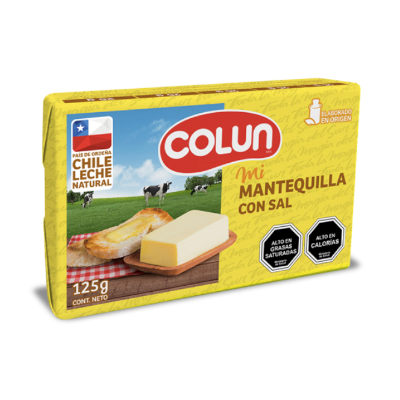 COLUN
ELABORADO
EN ORIGEN
PAÍS DE ORDEÑA
CHILE
LECHE
NATURAL
Mi
MANTEQUILLA
CON SAL
ALTO EN
GRASAS
SATURADAS
ALTO EN
CALORÍAS
125g
CONT. NETO